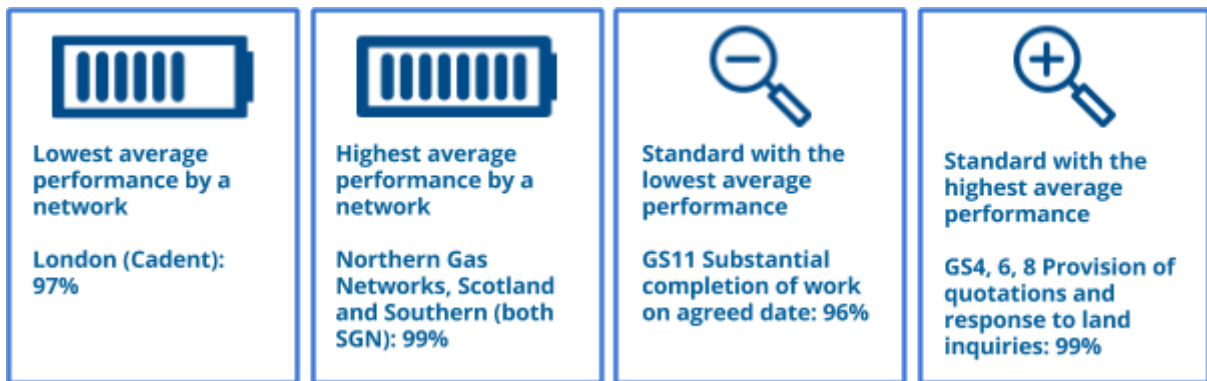 Lowest average
performance by a
network
London (Cadent):
97%
Highest average
performance by a
network
Northern Gas
Networks, Scotland
and Southern (both
SGN): 99%
Standard with the
lowest average
performance
GS11 Substantial
completion of work
on agreed date: 96%
Standard with the
highest average
performance
GS4, 6, 8 Provision of
quotations and
response to land
inquiries: 99%